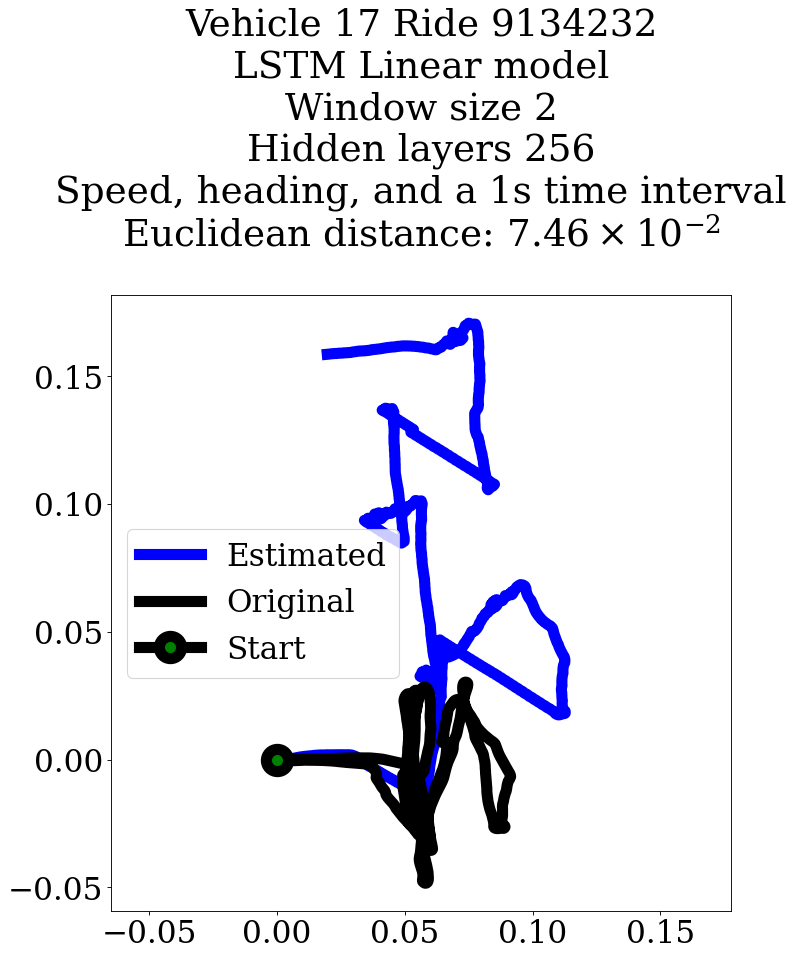 Vehicle 17 Ride 9134232
LSTM Linear model
Window size 2
Hidden layers 256
Speed, heading, and a 1s time interval
Euclidean distance: 7.46 × 10⁻²
0.15
0.10
0.05
0.00
−0.05
Estimated
Original
Start
−0.05 0.00 0.05 0.10 0.15